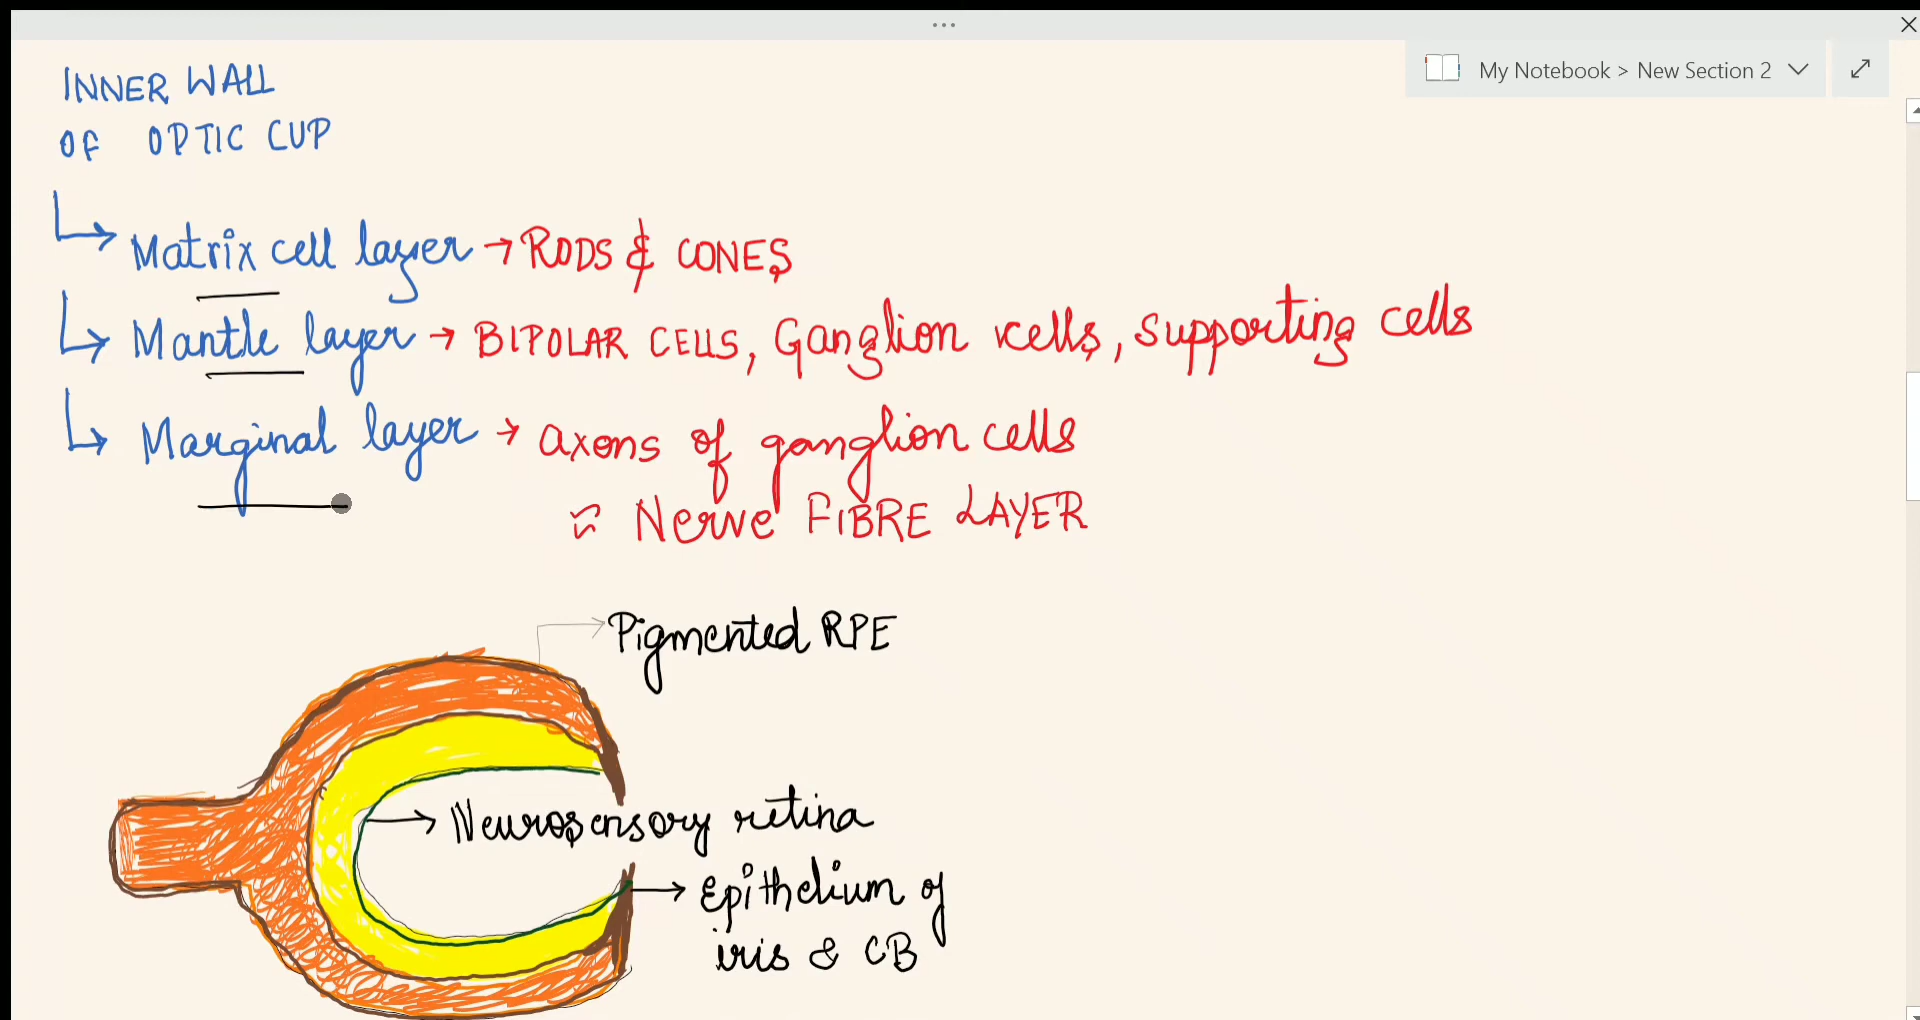 My Notebook > New Section 2
INNER WALL
OF OPTIC CUP
Matrix cell layer → RODS & CONES
Mantle layer → BIPOLAR CELLS, Ganglion cells, supporting cells
Marginal layer → axons of ganglion cells
Nerve FIBRE LAYER
Pigmented RPE
Neurosensory retina
Epithelium of
iris & CB